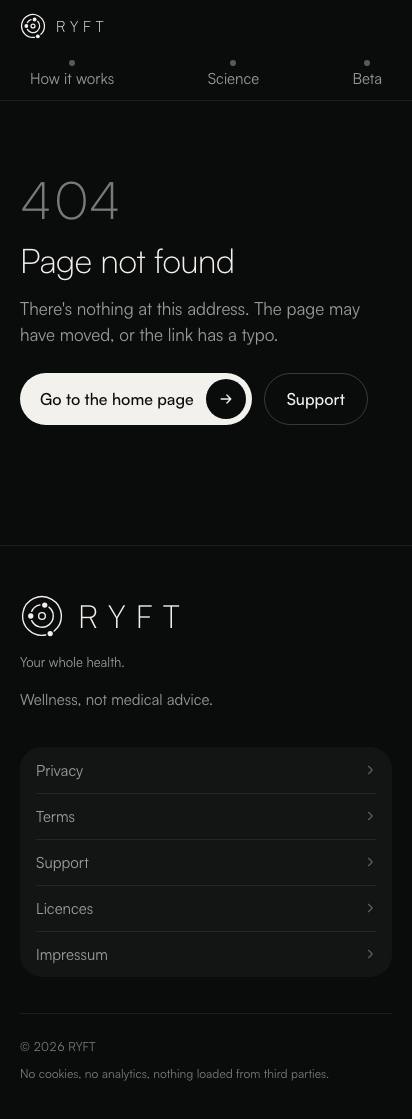 RYFT
How it works
Science
Beta
404
Page not found
There's nothing at this address. The page may
have moved, or the link has a typo.
Go to the home page
Support
RYFT
Your whole health.
Wellness, not medical advice.
Privacy
Terms
Support
Licences
Impressum
© 2026 RYFT
No cookies, no analytics, nothing loaded from third parties.